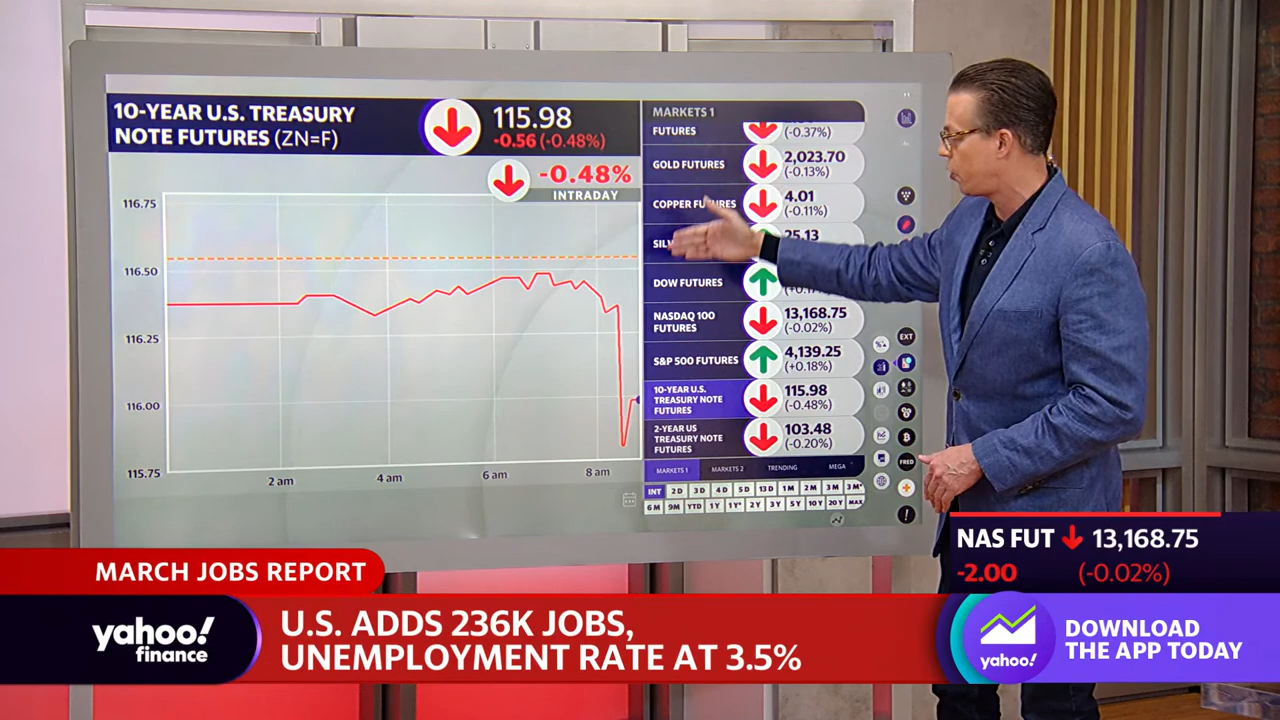 10-YEAR U.S. TREASURY
NOTE FUTURES (ZN=F)
115.98
-0.56 (-0.48%)
-0.48%
INTRADAY
116.75
116.50
116.25
116.00
115.75
2 am
4 am
6 am
8 am
MARKETS 1
FUTURES
(-0.37%)
GOLD FUTURES
2,023.70
(-0.13%)
COPPER FUTURES
4.01
(-0.11%)
25.13
DOW FUTURES
NASDAQ 100
FUTURES
13,168.75
(-0.02%)
S&P 500 FUTURES
4,139.25
(+0.18%)
10-YEAR U.S.
TREASURY NOTE
FUTURES
115.98
(-0.48%)
2-YEAR US
TREASURY NOTE
FUTURES
103.48
(-0.20%)
MARKETS 1 MARKETS 2 TRENDING MEGA
INT 2D 3D 4D 5D 13D 1M 2M 3M 3M*
6M 9M YTD 1Y 1Y* 2Y 3Y 5Y 10Y 20Y MAX
EXT
FRED
NAS FUT 13,168.75
-2.00 (-0.02%)
MARCH JOBS REPORT
yahoo!
finance
U.S. ADDS 236K JOBS,
UNEMPLOYMENT RATE AT 3.5%
yahoo!
DOWNLOAD
THE APP TODAY